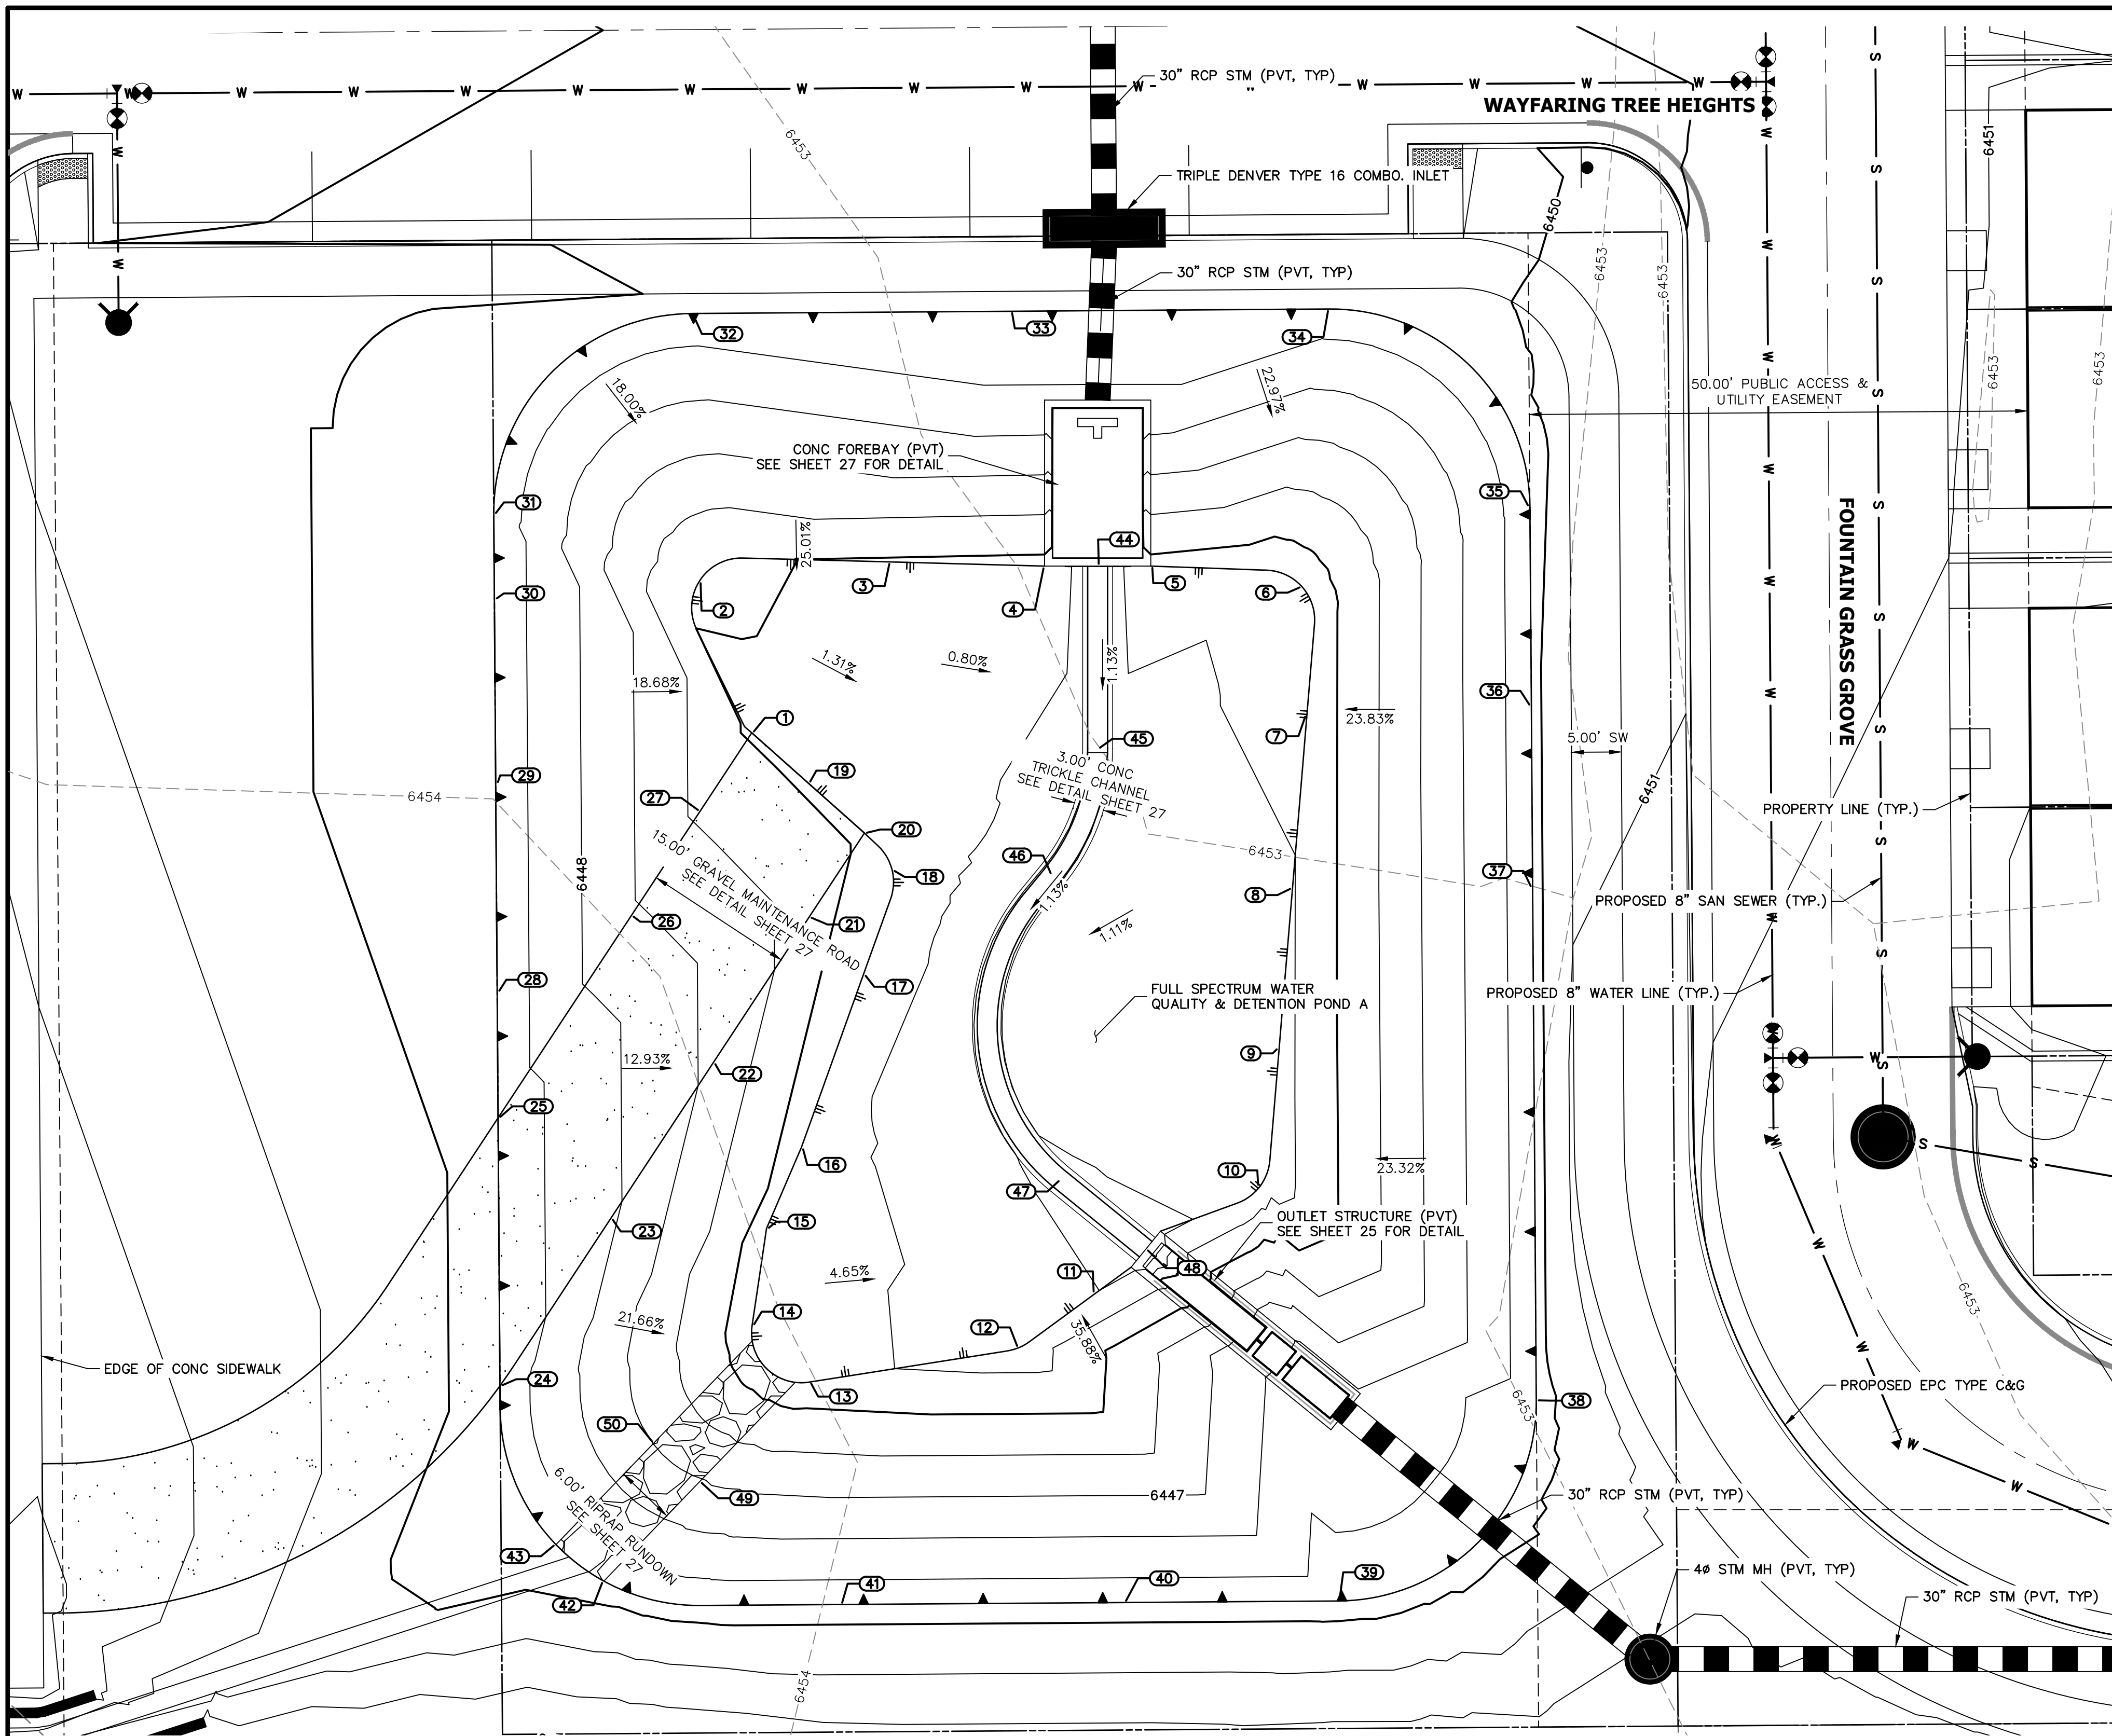 30" RCP STM (PVT, TYP)
WAYFARING TREE HEIGHTS
TRIPLE DENVER TYPE 16 COMBO. INLET
30" RCP STM (PVT, TYP)
W W W W W W W W W W W W W W W
S S S S S S S S S S S S
6453
6451
6450
6453
6453
6453
6453
32
33
34
18.00%
22.97%
50.00' PUBLIC ACCESS &
UTILITY EASEMENT
CONC FOREBAY (PVT)
SEE SHEET 27 FOR DETAIL
31
35
44
25.01%
30
2
3
4
5
6
FOUNTAIN GRASS GROVE
1.31%
0.80%
1.13%
18.68%
36
1
45
7
23.83%
5.00' SW
29
19
27
3.00' CONC
TRICKLE CHANNEL
SEE DETAIL SHEET 27
6454
6451
PROPERTY LINE (TYP.)
20
15.00' GRAVEL MAINTENANCE ROAD
SEE DETAIL SHEET 27
46
6453
6448
18
37
1.13%
8
PROPOSED 8" SAN SEWER (TYP.)
26
21
1.11%
28
17
FULL SPECTRUM WATER
QUALITY & DETENTION POND A
PROPOSED 8" WATER LINE (TYP.)
12.93%
22
9
25
16
10
23.32%
47
23
15
OUTLET STRUCTURE (PVT)
SEE SHEET 25 FOR DETAIL
11
48
4.65%
14
21.66%
12
35.88%
6453
EDGE OF CONC SIDEWALK
24
13
38
6453
PROPOSED EPC TYPE C&G
50
49
6447
30" RCP STM (PVT, TYP)
6.00' RIPRAP RUNDOWN
SEE SHEET 27
43
42
41
40
39
4ø STM MH (PVT, TYP)
30" RCP STM (PVT, TYP)
6454